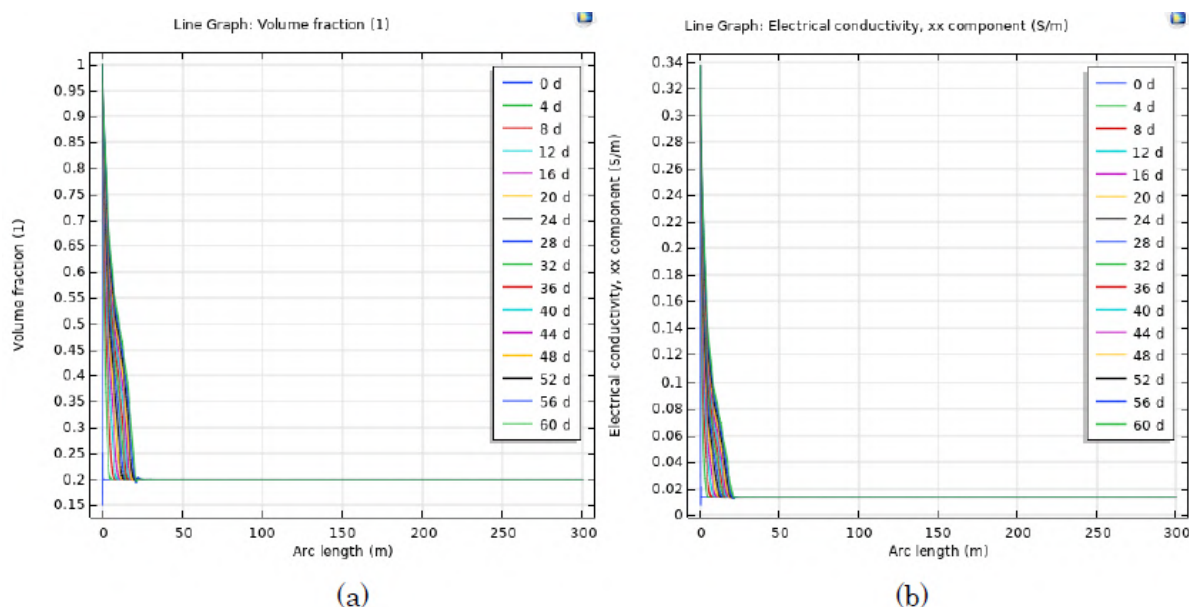 Line Graph: Volume fraction (1)
Volume fraction (1)
1
0.95
0.9
0.85
0.8
0.75
0.7
0.65
0.6
0.55
0.5
0.45
0.4
0.35
0.3
0.25
0.2
0.15
0 d
4 d
8 d
12 d
16 d
20 d
24 d
28 d
32 d
36 d
40 d
44 d
48 d
52 d
56 d
60 d
0 50 100 150 200 250 300
Arc length (m)
(a)
Line Graph: Electrical conductivity, xx component (S/m)
Electrical conductivity, xx component (S/m)
0.34
0.32
0.3
0.28
0.26
0.24
0.22
0.2
0.18
0.16
0.14
0.12
0.1
0.08
0.06
0.04
0.02
0
0 d
4 d
8 d
12 d
16 d
20 d
24 d
28 d
32 d
36 d
40 d
44 d
48 d
52 d
56 d
60 d
0 50 100 150 200 250 300
Arc length (m)
(b)